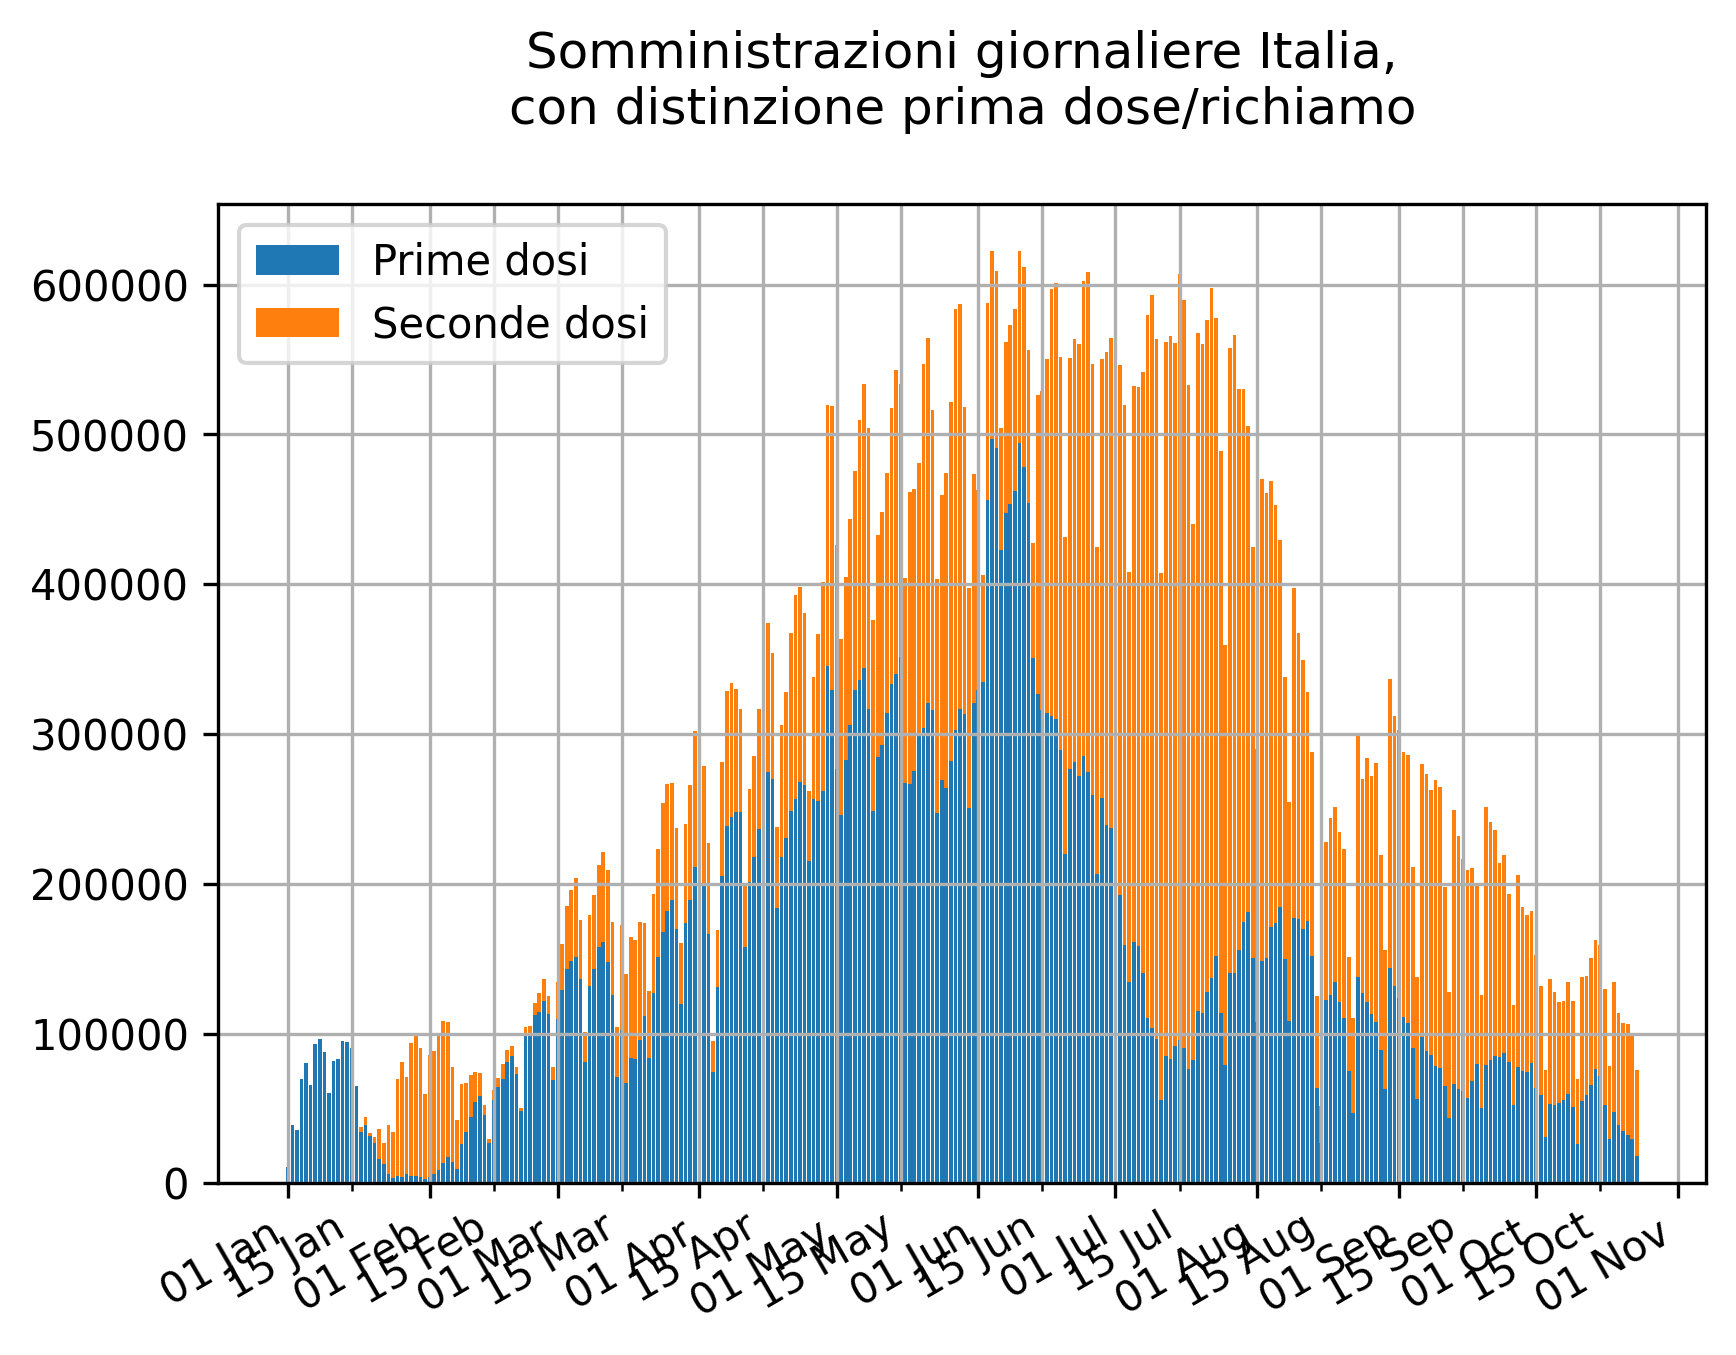 Somministrazioni giornaliere Italia,
con distinzione prima dose/richiamo
Prime dosi
Seconde dosi
600000
500000
400000
300000
200000
100000
0
01 Jan
15 Jan
01 Feb
15 Feb
01 Mar
15 Mar
01 Apr
15 Apr
01 May
15 May
01 Jun
15 Jun
01 Jul
15 Jul
01 Aug
15 Aug
01 Sep
15 Sep
01 Oct
15 Oct
01 Nov